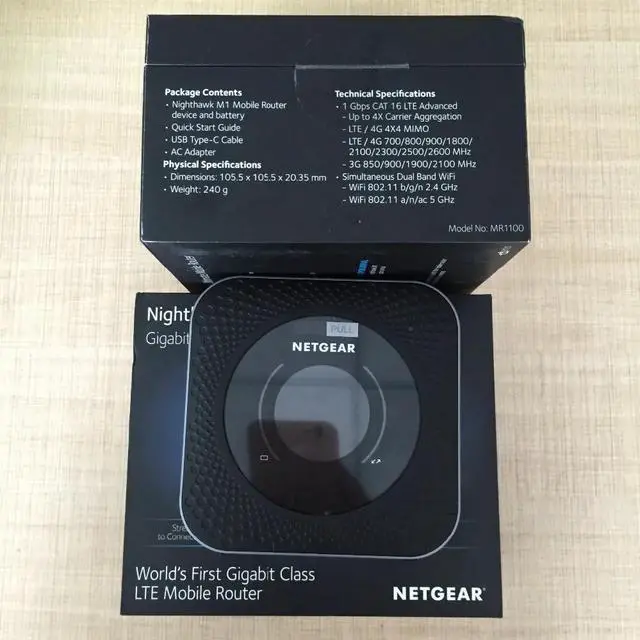 Package Contents
• Nighthawk M1 Mobile Router
device and battery
• Quick Start Guide
• USB Type-C Cable
• AC Adapter
Physical Specifications
• Dimensions: 105.5 x 105.5 x 20.35 mm
• Weight: 240 g
Technical Specifications
• 1 Gbps CAT 16 LTE Advanced
– Up to 4X Carrier Aggregation
– LTE / 4G 4X4 MIMO
– LTE / 4G 700/800/900/1800/
2100/2300/2500/2600 MHz
– 3G 850/900/1900/2100 MHz
• Simultaneous Dual Band WiFi
– WiFi 802.11 b/g/n 2.4 GHz
– WiFi 802.11 a/n/ac 5 GHz
Model No: MR1100
Gigabit
PULL
NETGEAR
World's First Gigabit Class
LTE Mobile Router
NETGEAR